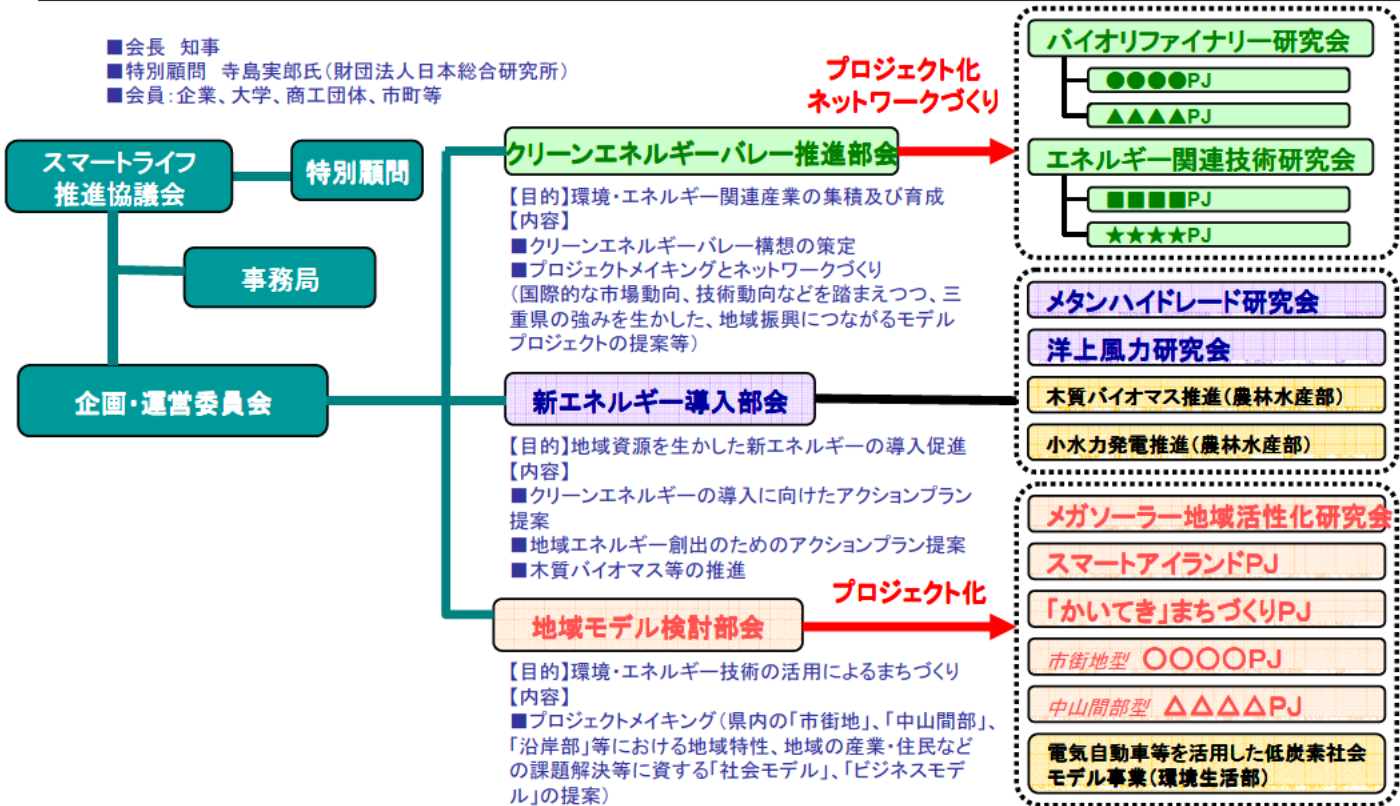 ■会長 知事
■特別顧問 寺島実郎氏(財団法人日本総合研究所)
■会員:企業、大学、商工団体、市町等
スマートライフ
推進協議会
特別顧問
事務局
企画・運営委員会
クリーンエネルギーバレー推進部会
【目的】環境・エネルギー関連産業の集積及び育成
【内容】
■クリーンエネルギーバレー構想の策定
■プロジェクトメイキングとネットワークづくり
(国際的な市場動向、技術動向などを踏まえつつ、三
重県の強みを生かした、地域振興につながるモデル
プロジェクトの提案等)
新エネルギー導入部会
【目的】地域資源を生かした新エネルギーの導入促進
【内容】
■クリーンエネルギーの導入に向けたアクションプラン
提案
■地域エネルギー創出のためのアクションプラン提案
■木質バイオマス等の推進
地域モデル検討部会
【目的】環境・エネルギー技術の活用によるまちづくり
【内容】
■プロジェクトメイキング(県内の「市街地」、「中山間部」、
「沿岸部」等における地域特性、地域の産業・住民など
の課題解決等に資する「社会モデル」、「ビジネスモデ
ル」の提案)
プロジェクト化
ネットワークづくり
プロジェクト化
バイオリファイナリー研究会
●●●●PJ
▲▲▲▲PJ
エネルギー関連技術研究会
■■■■PJ
★★★★PJ
メタンハイドレード研究会
洋上風力研究会
木質バイオマス推進(農林水産部)
小水力発電推進(農林水産部)
メガソーラー地域活性化研究会
スマートアイランドPJ
「かいてき」まちづくりPJ
市街地型 〇〇〇〇PJ
中山間部型 △△△△PJ
電気自動車等を活用した低炭素社会
モデル事業(環境生活部)